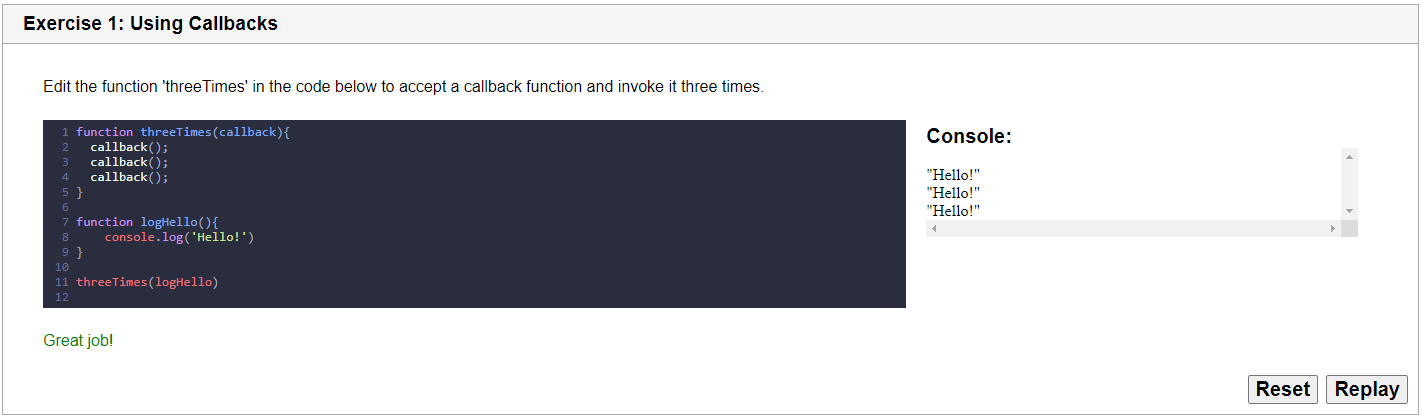 Exercise 1: Using Callbacks
Edit the function 'threeTimes' in the code below to accept a callback function and invoke it three times.
1 function threeTimes(callback){
2   callback();
3   callback();
4   callback();
5 }
6
7 function logHello(){
8     console.log('Hello!')
9 }
10
11 threeTimes(logHello)
12
Console:
"Hello!"
"Hello!"
"Hello!"
Great job!
Reset Replay